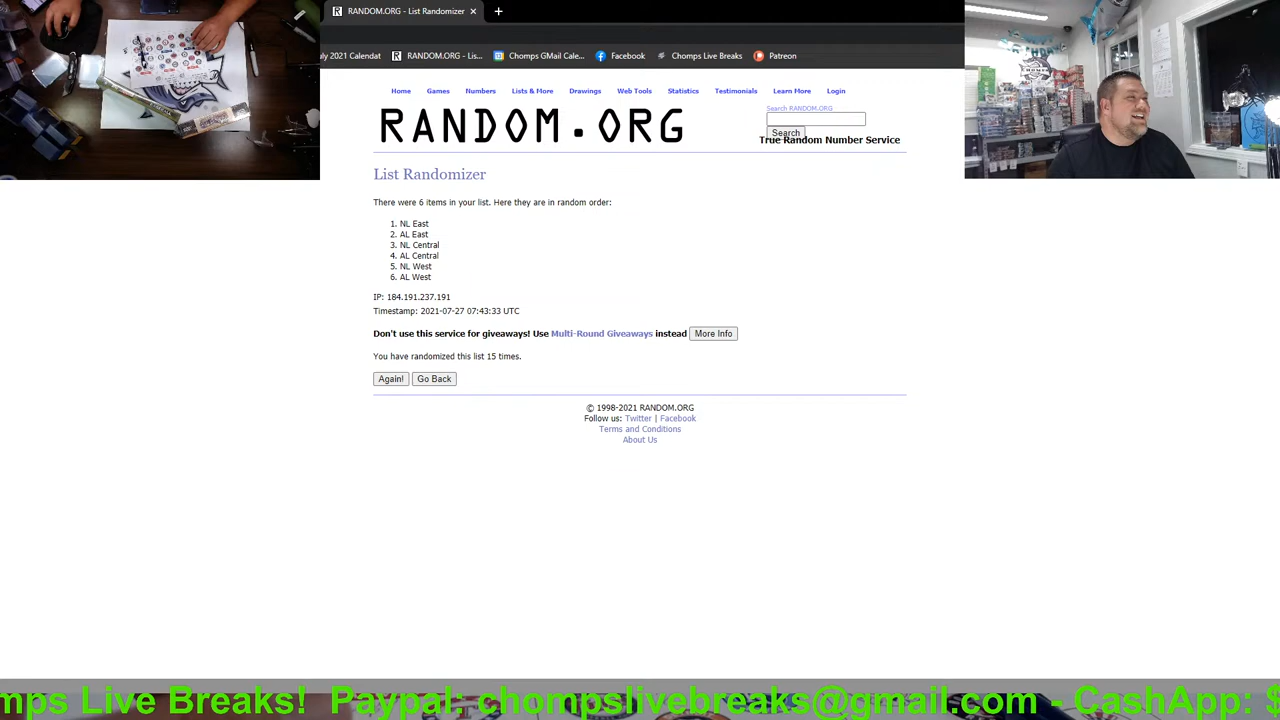 RANDOM.ORG - List Randomizer
ly 2021 Calendat RANDOM.ORG - Lis... Chomps GMail Cale... Facebook Chomps Live Breaks Patreon
Home Games Numbers Lists & More Drawings Web Tools Statistics Testimonials Learn More Login
RANDOM.ORG
Search RANDOM.ORG
Search
True Random Number Service
List Randomizer
There were 6 items in your list. Here they are in random order:
1. NL East
2. AL East
3. NL Central
4. AL Central
5. NL West
6. AL West
IP: 184.191.237.191
Timestamp: 2021-07-27 07:43:33 UTC
Don't use this service for giveaways! Use Multi-Round Giveaways instead More Info
You have randomized this list 15 times.
Again! Go Back
© 1998-2021 RANDOM.ORG
Follow us: Twitter | Facebook
Terms and Conditions
About Us
mps Live Breaks! Paypal: chompslivebreaks@gmail.com - CashApp: $